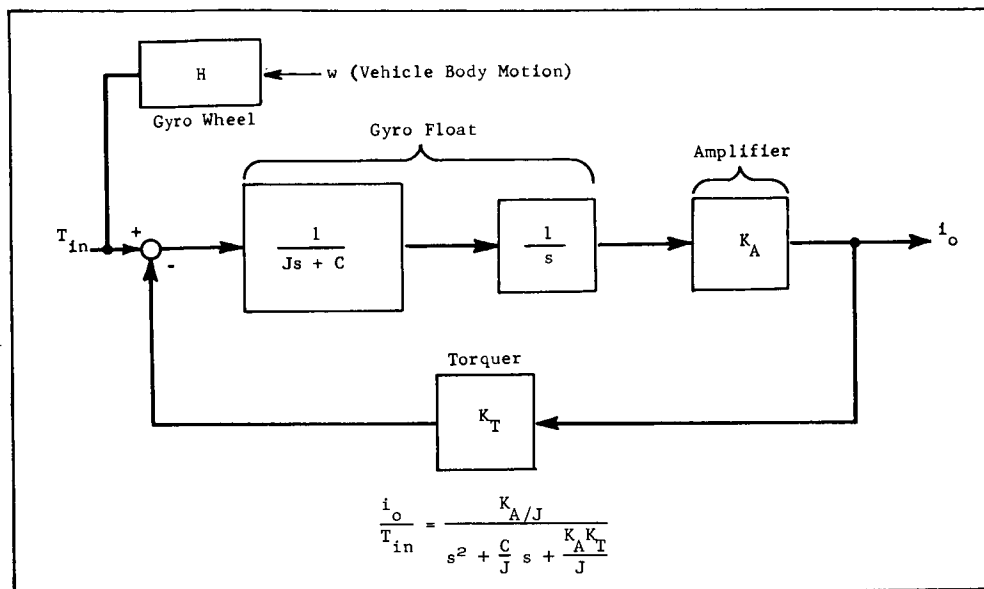 H
w (Vehicle Body Motion)
Gyro Wheel
Gyro Float
Amplifier
T_in
+
-
1
Js + C
1
s
K_A
i_o
Torquer
K_T
i_o / T_in = K_A/J / s² + C/J s + K_A K_T / J